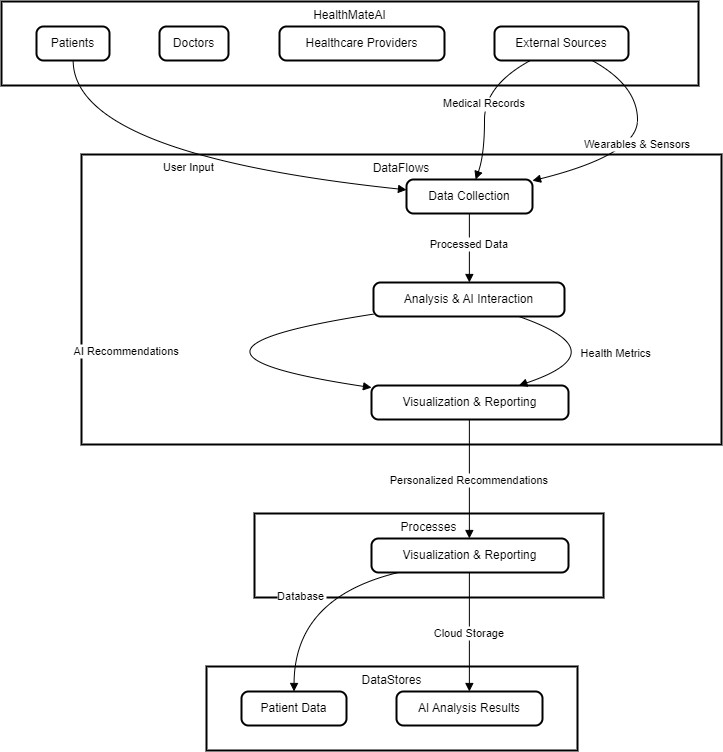 HealthMateAI
Patients
Doctors
Healthcare Providers
External Sources
Medical Records
Wearables & Sensors
User Input
DataFlows
Data Collection
Processed Data
Analysis & AI Interaction
AI Recommendations
Health Metrics
Visualization & Reporting
Personalized Recommendations
Processes
Visualization & Reporting
Database
Cloud Storage
DataStores
Patient Data
AI Analysis Results